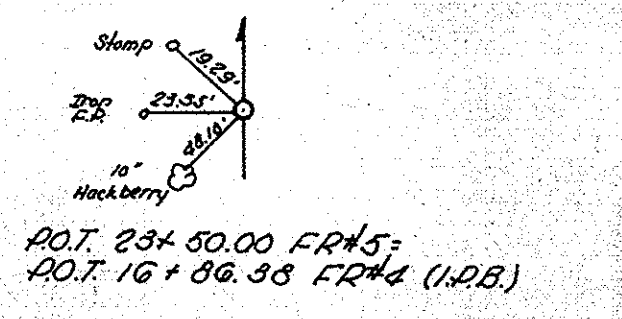 Stomp
19.29'
Iron
F.P.
23.55'
48.10'
10"
Hackberry
P.O.T. 23+50.00 FR#5=
P.O.T. 16+86.38 FR#4 (I.P.B.)